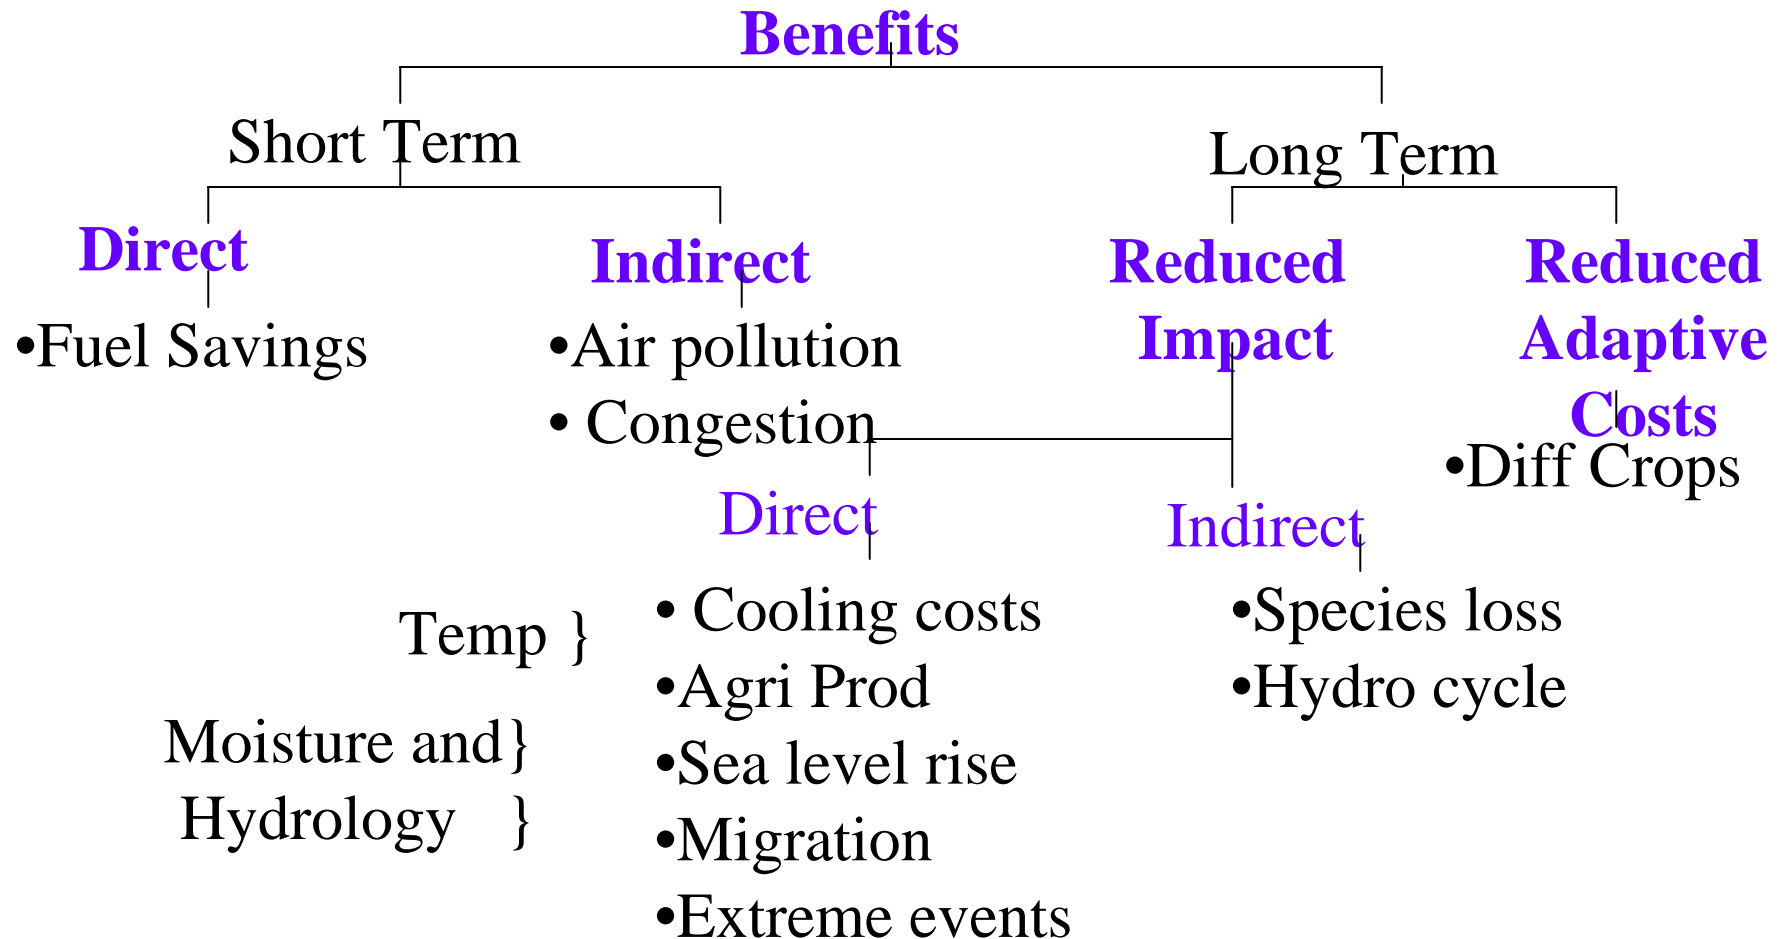 Benefits
Short Term
Long Term
Direct
•Fuel Savings
Indirect
•Air pollution
• Congestion
Reduced
Impact
Reduced
Adaptive
Costs
•Diff Crops
Direct
Indirect
Temp }
Moisture and}
Hydrology }
• Cooling costs
•Agri Prod
•Sea level rise
•Migration
•Extreme events
•Species loss
•Hydro cycle